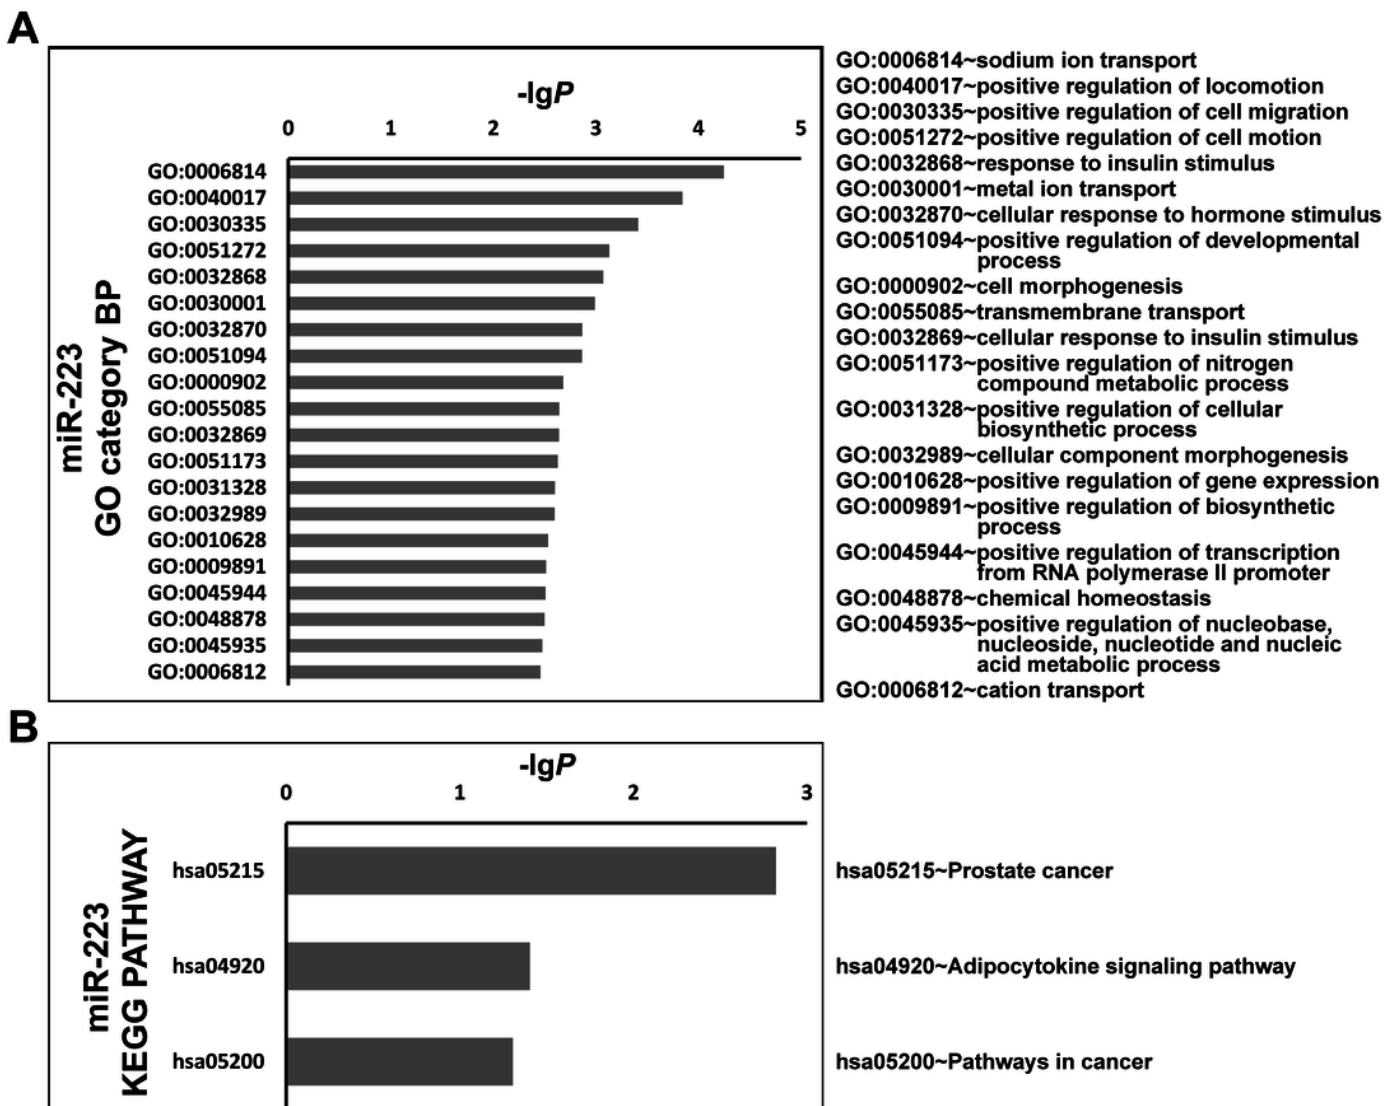 A
-lgP
0 1 2 3 4 5
GO:0006814
GO:0040017
GO:0030335
GO:0051272
GO:0032868
GO:0030001
GO:0032870
GO:0051094
GO:0000902
GO:0055085
GO:0032869
GO:0051173
GO:0031328
GO:0032989
GO:0010628
GO:0009891
GO:0045944
GO:0048878
GO:0045935
GO:0006812
miR-223
GO category BP
GO:0006814~sodium ion transport
GO:0040017~positive regulation of locomotion
GO:0030335~positive regulation of cell migration
GO:0051272~positive regulation of cell motion
GO:0032868~response to insulin stimulus
GO:0030001~metal ion transport
GO:0032870~cellular response to hormone stimulus
GO:0051094~positive regulation of developmental
process
GO:0000902~cell morphogenesis
GO:0055085~transmembrane transport
GO:0032869~cellular response to insulin stimulus
GO:0051173~positive regulation of nitrogen
compound metabolic process
GO:0031328~positive regulation of cellular
biosynthetic process
GO:0032989~cellular component morphogenesis
GO:0010628~positive regulation of gene expression
GO:0009891~positive regulation of biosynthetic
process
GO:0045944~positive regulation of transcription
from RNA polymerase II promoter
GO:0048878~chemical homeostasis
GO:0045935~positive regulation of nucleobase,
nucleoside, nucleotide and nucleic
acid metabolic process
GO:0006812~cation transport
B
-lgP
0 1 2 3
miR-223
KEGG PATHWAY
hsa05215
hsa04920
hsa05200
hsa05215~Prostate cancer
hsa04920~Adipocytokine signaling pathway
hsa05200~Pathways in cancer